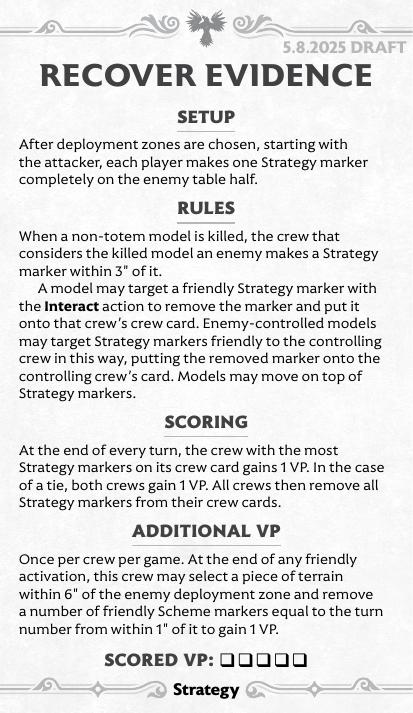 5.8.2025 DRAFT
RECOVER EVIDENCE
SETUP
After deployment zones are chosen, starting with
the attacker, each player makes one Strategy marker
completely on the enemy table half.
RULES
When a non-totem model is killed, the crew that
considers the killed model an enemy makes a Strategy
marker within 3" of it.
A model may target a friendly Strategy marker with
the Interact action to remove the marker and put it
onto that crew's crew card. Enemy-controlled models
may target Strategy markers friendly to the controlling
crew in this way, putting the removed marker onto the
controlling crew's card. Models may move on top of
Strategy markers.
SCORING
At the end of every turn, the crew with the most
Strategy markers on its crew card gains 1 VP. In the case
of a tie, both crews gain 1 VP. All crews then remove all
Strategy markers from their crew cards.
ADDITIONAL VP
Once per crew per game. At the end of any friendly
activation, this crew may select a piece of terrain
within 6" of the enemy deployment zone and remove
a number of friendly Scheme markers equal to the turn
number from within 1" of it to gain 1 VP.
SCORED VP: ❑❑❑❑❑
Strategy